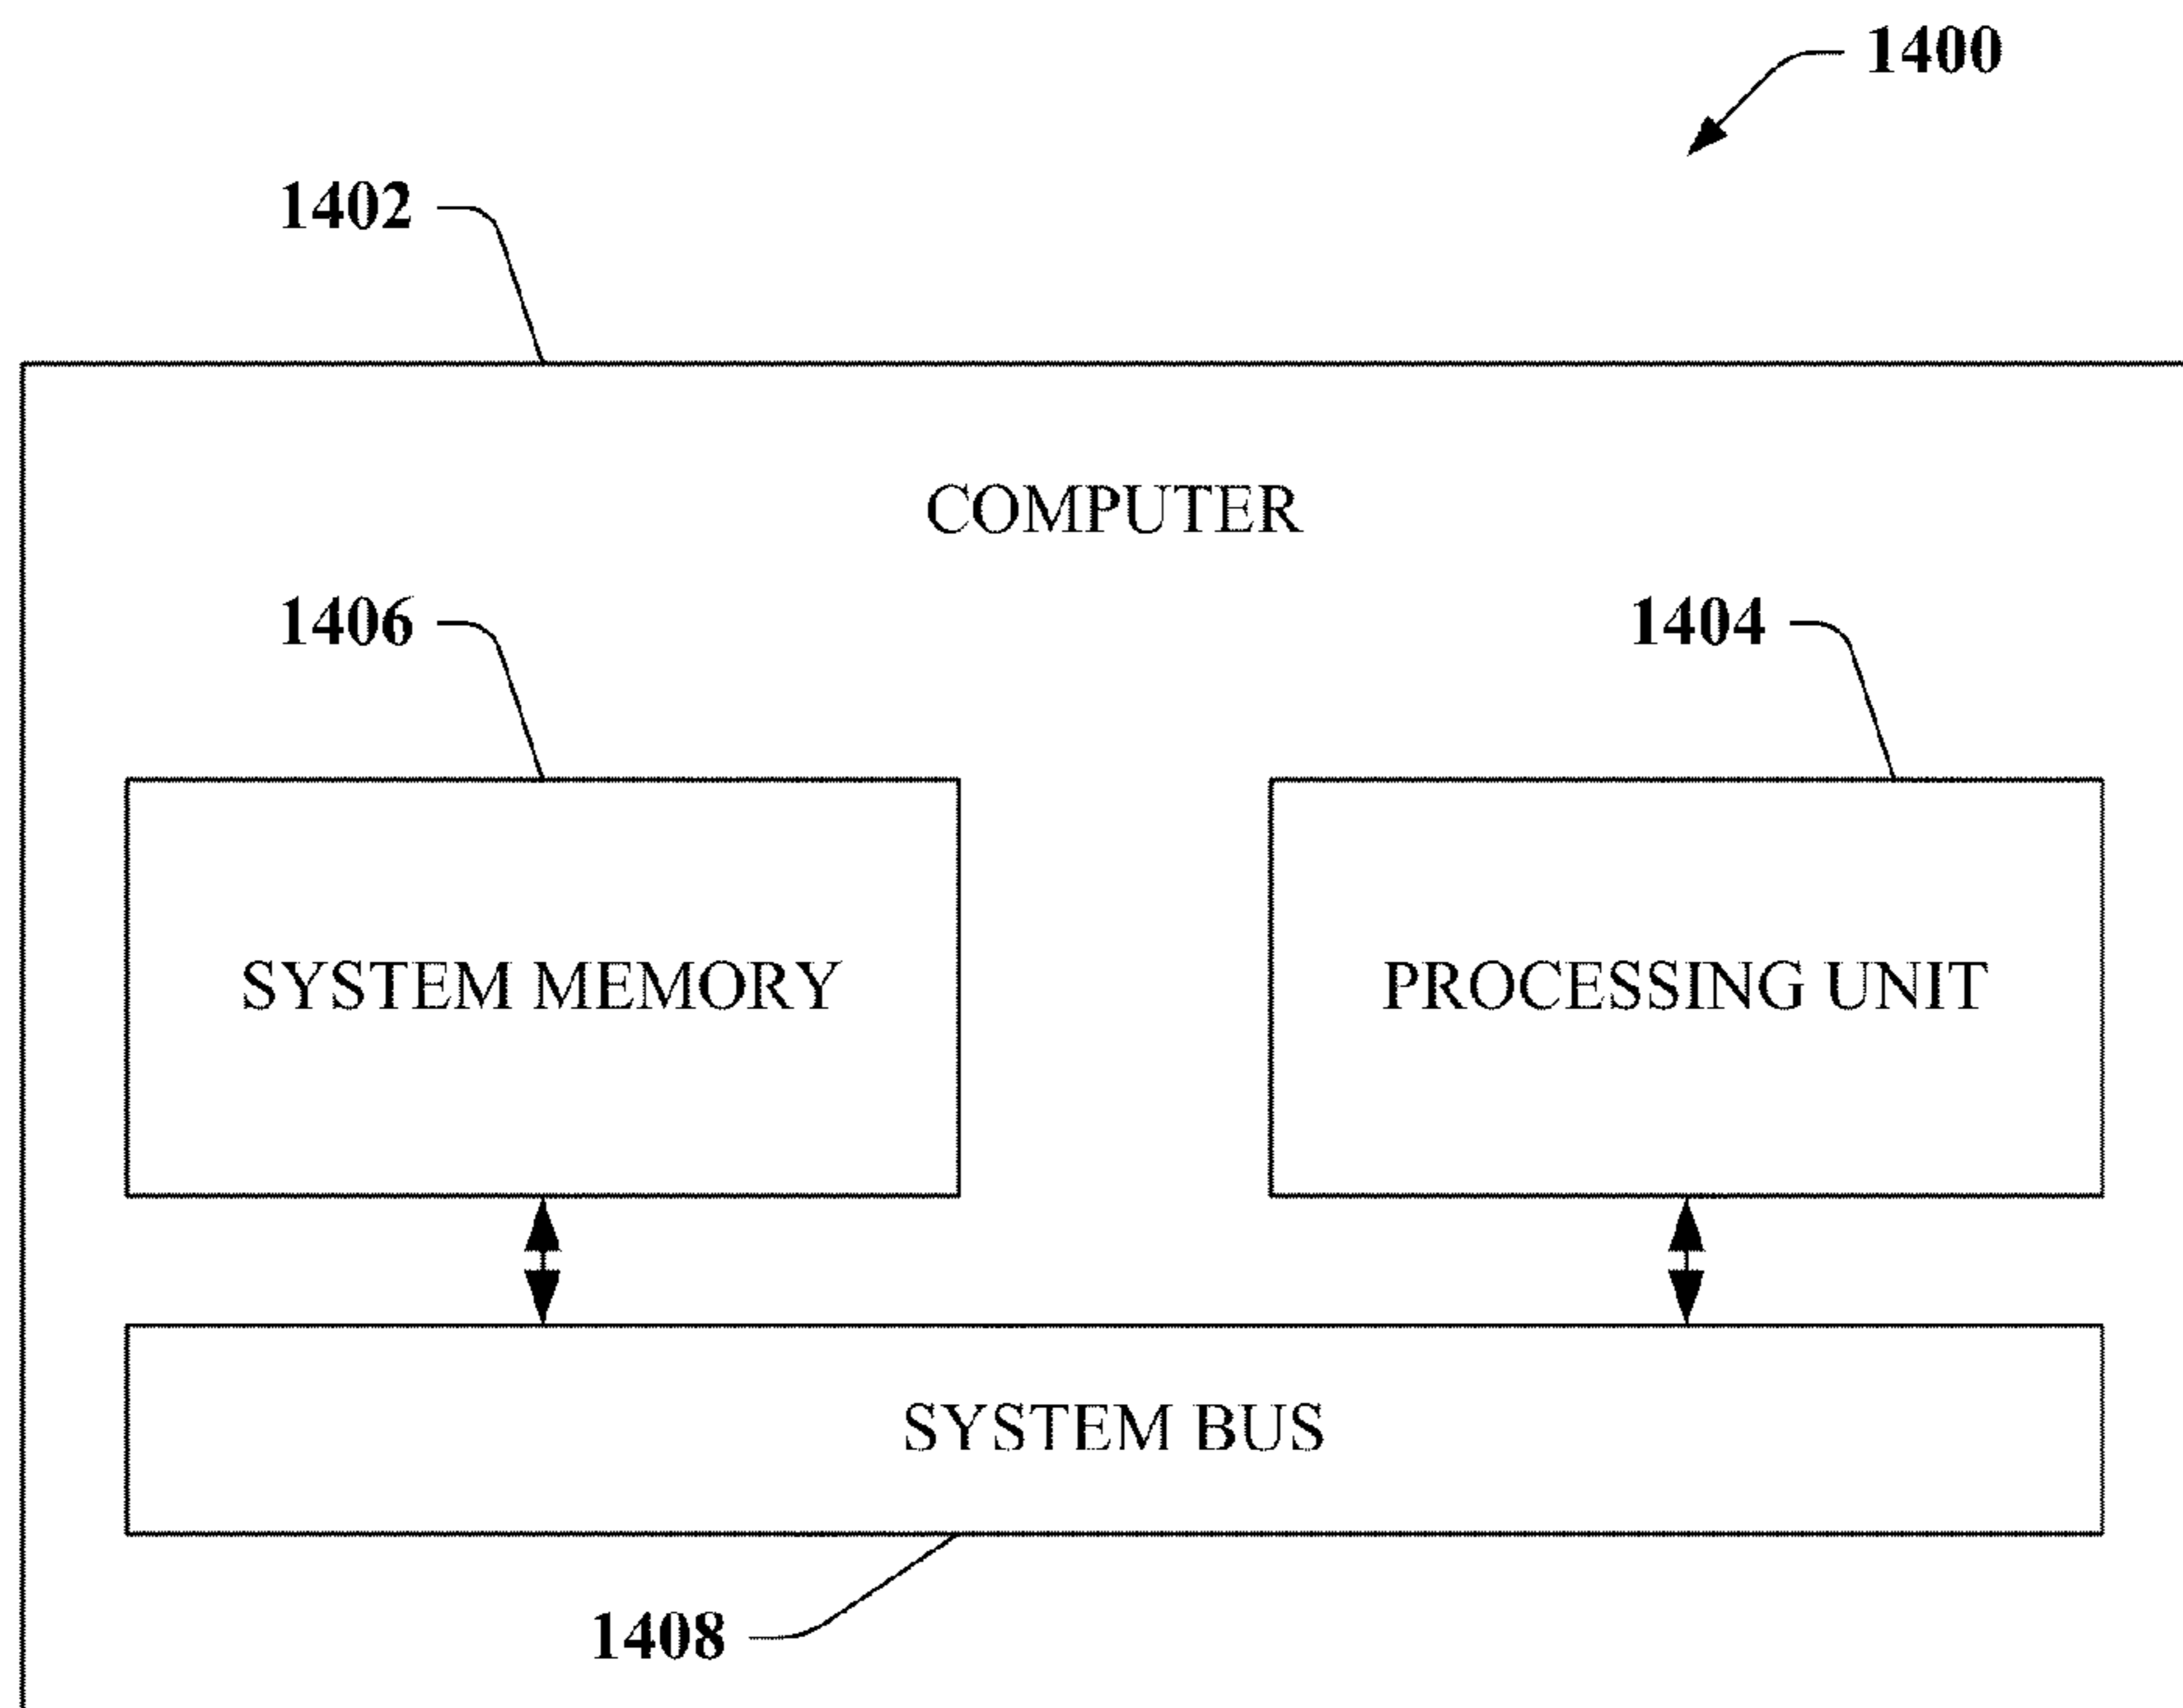 1400
1402
COMPUTER
1406
1404
SYSTEM MEMORY
PROCESSING UNIT
SYSTEM BUS
1408